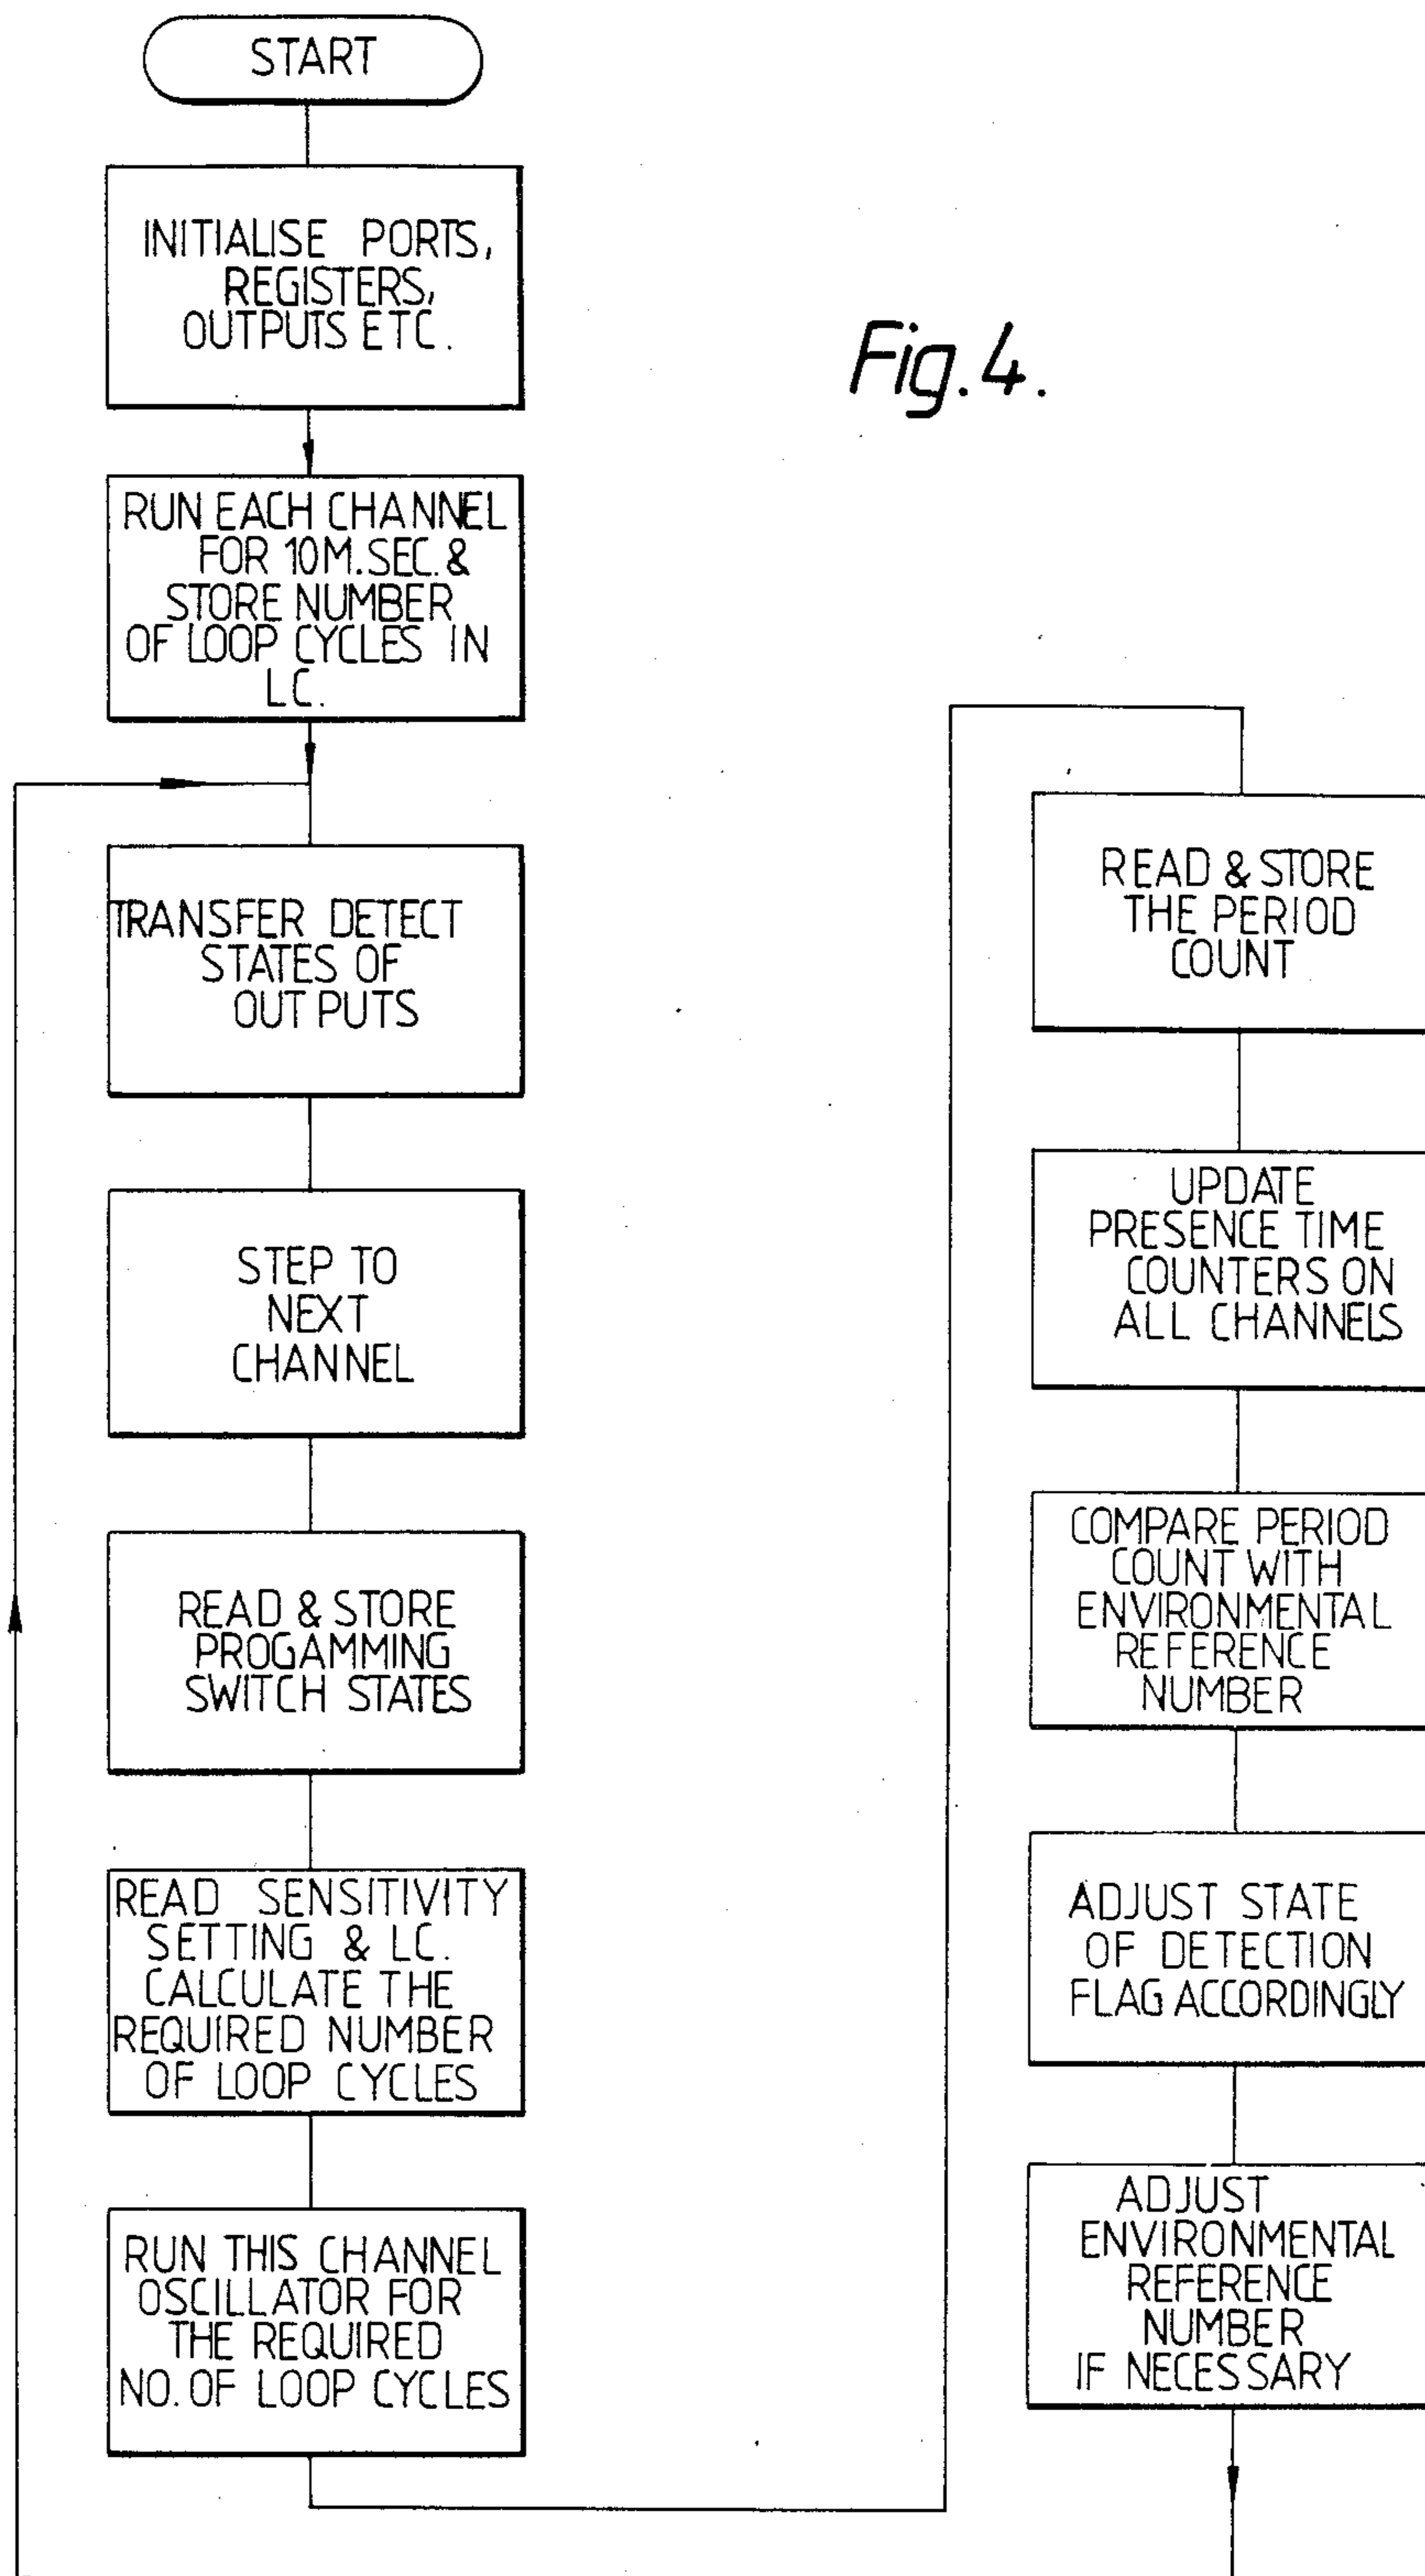 START
INITIALISE PORTS,
REGISTERS,
OUTPUTS ETC.
Fig. 4.
RUN EACH CHANNEL
FOR 10M.SEC. &
STORE NUMBER
OF LOOP CYCLES IN
LC.
TRANSFER DETECT
STATES OF
OUT PUTS
STEP TO
NEXT
CHANNEL
READ & STORE
PROGAMMING
SWITCH STATES
READ SENSITIVITY
SETTING & LC.
CALCULATE THE
REQUIRED NUMBER
OF LOOP CYCLES
RUN THIS CHANNEL
OSCILLATOR FOR
THE REQUIRED
NO. OF LOOP CYCLES
READ & STORE
THE PERIOD
COUNT
UPDATE
PRESENCE TIME
COUNTERS ON
ALL CHANNELS
COMPARE PERIOD
COUNT WITH
ENVIRONMENTAL
REFERENCE
NUMBER
ADJUST STATE
OF DETECTION
FLAG ACCORDINGLY
ADJUST
ENVIRONMENTAL
REFERENCE
NUMBER
IF NECESSARY